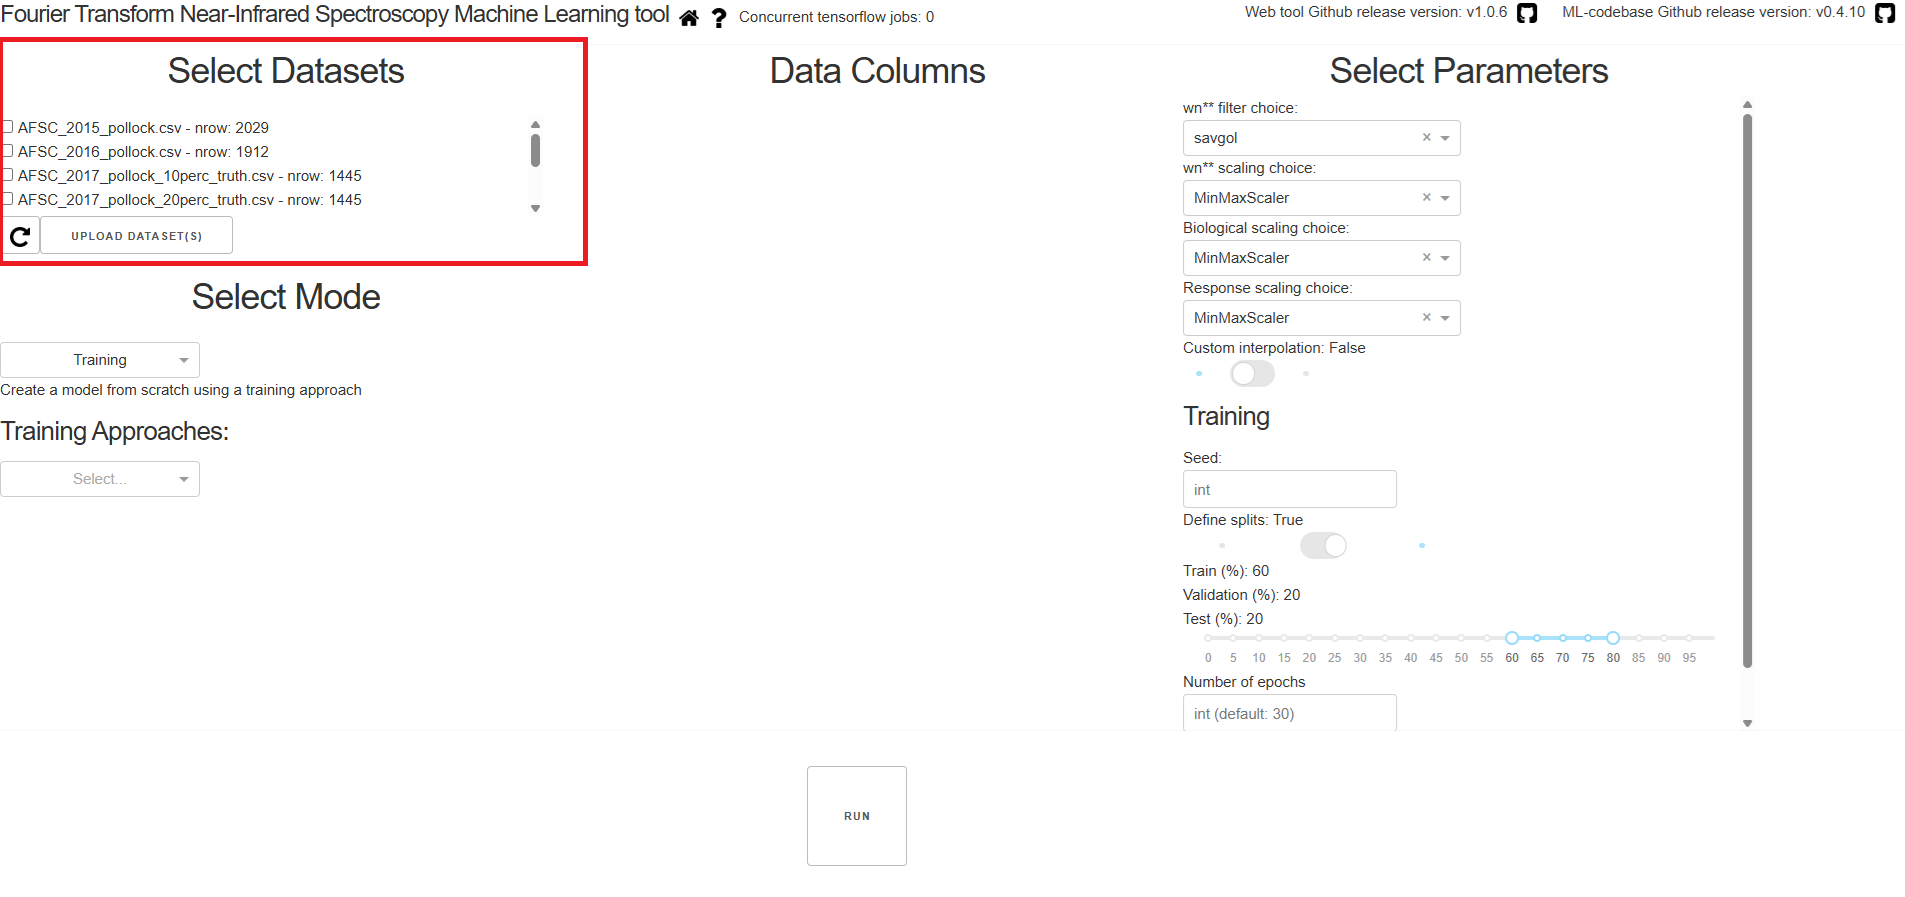 Fourier Transform Near-Infrared Spectroscopy Machine Learning tool
Concurrent tensorflow jobs: 0
Web tool Github release version: v1.0.6
ML-codebase Github release version: v0.4.10
Select Datasets
AFSC_2015_pollock.csv - nrow: 2029
AFSC_2016_pollock.csv - nrow: 1912
AFSC_2017_pollock_10perc_truth.csv - nrow: 1445
AFSC_2017_pollock_20perc_truth.csv - nrow: 1445
UPLOAD DATASET(S)
Select Mode
Training
Create a model from scratch using a training approach
Training Approaches:
Select...
Data Columns
Select Parameters
wn** filter choice:
savgol
wn** scaling choice:
MinMaxScaler
Biological scaling choice:
MinMaxScaler
Response scaling choice:
MinMaxScaler
Custom interpolation: False
Training
Seed:
int
Define splits: True
Train (%): 60
Validation (%): 20
Test (%): 20
0 5 10 15 20 25 30 35 40 45 50 55 60 65 70 75 80 85 90 95
Number of epochs
int (default: 30)
RUN